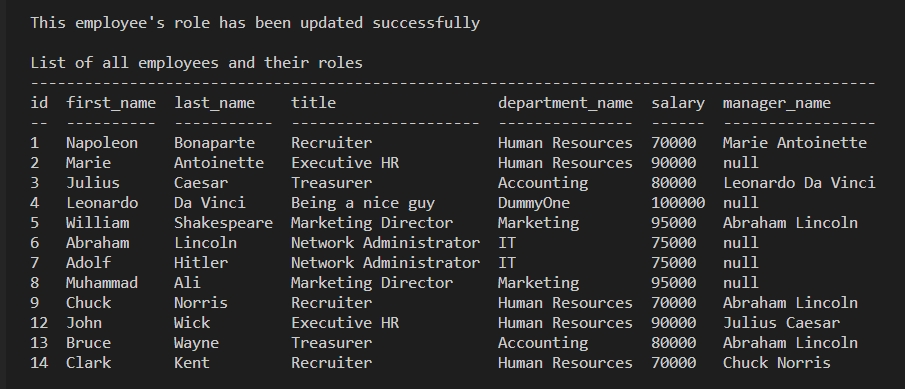 This employee's role has been updated successfully
List of all employees and their roles
----------------------------------------------------------------------------------------------
id  first_name  last_name    title                  department_name  salary  manager_name
--  ----------  -----------  ---------------------  ---------------  ------  -----------------
1   Napoleon    Bonaparte    Recruiter              Human Resources  70000   Marie Antoinette
2   Marie       Antoinette   Executive HR           Human Resources  90000   null
3   Julius      Caesar       Treasurer              Accounting       80000   Leonardo Da Vinci
4   Leonardo    Da Vinci     Being a nice guy       DummyOne         100000  null
5   William     Shakespeare  Marketing Director     Marketing        95000   Abraham Lincoln
6   Abraham     Lincoln      Network Administrator  IT               75000   null
7   Adolf       Hitler       Network Administrator  IT               75000   null
8   Muhammad    Ali          Marketing Director     Marketing        95000   null
9   Chuck       Norris       Recruiter              Human Resources  70000   Abraham Lincoln
12  John        Wick         Executive HR           Human Resources  90000   Julius Caesar
13  Bruce       Wayne        Treasurer              Accounting       80000   Abraham Lincoln
14  Clark       Kent         Recruiter              Human Resources  70000   Chuck Norris